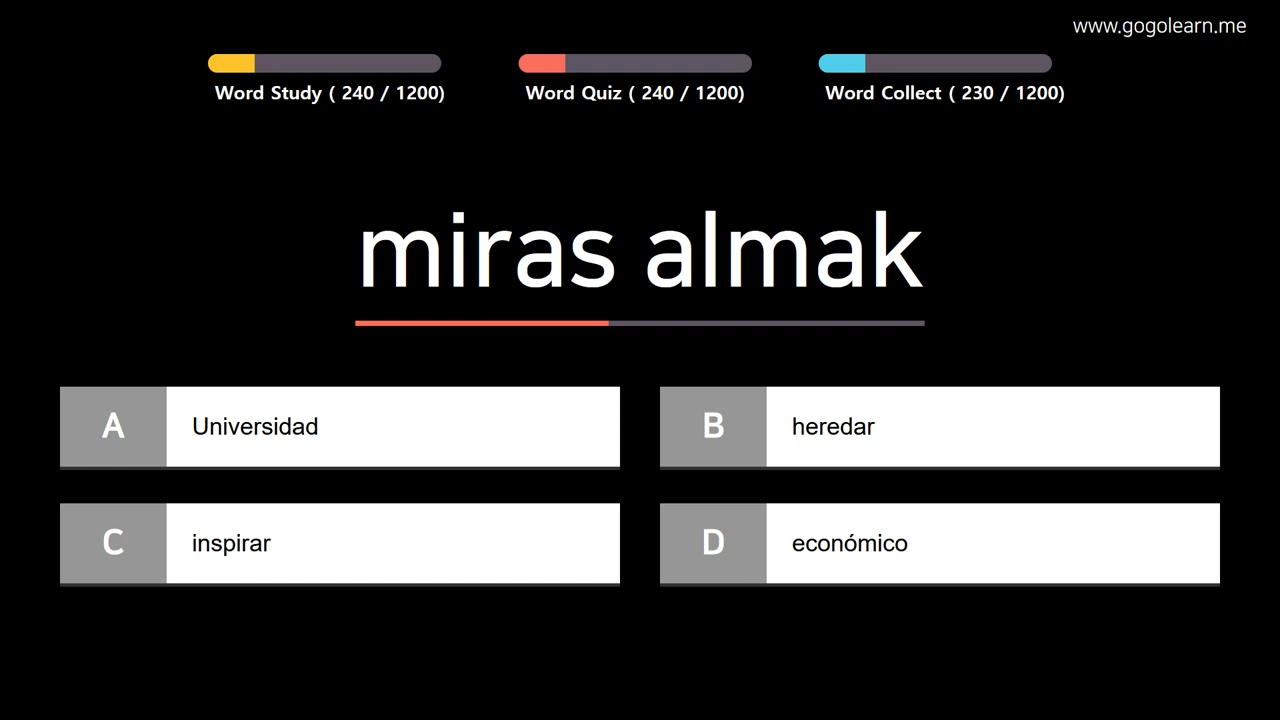 www.gogolearn.me
Word Study ( 240 / 1200)
Word Quiz ( 240 / 1200)
Word Collect ( 230 / 1200)
miras almak
A
Universidad
B
heredar
C
inspirar
D
económico